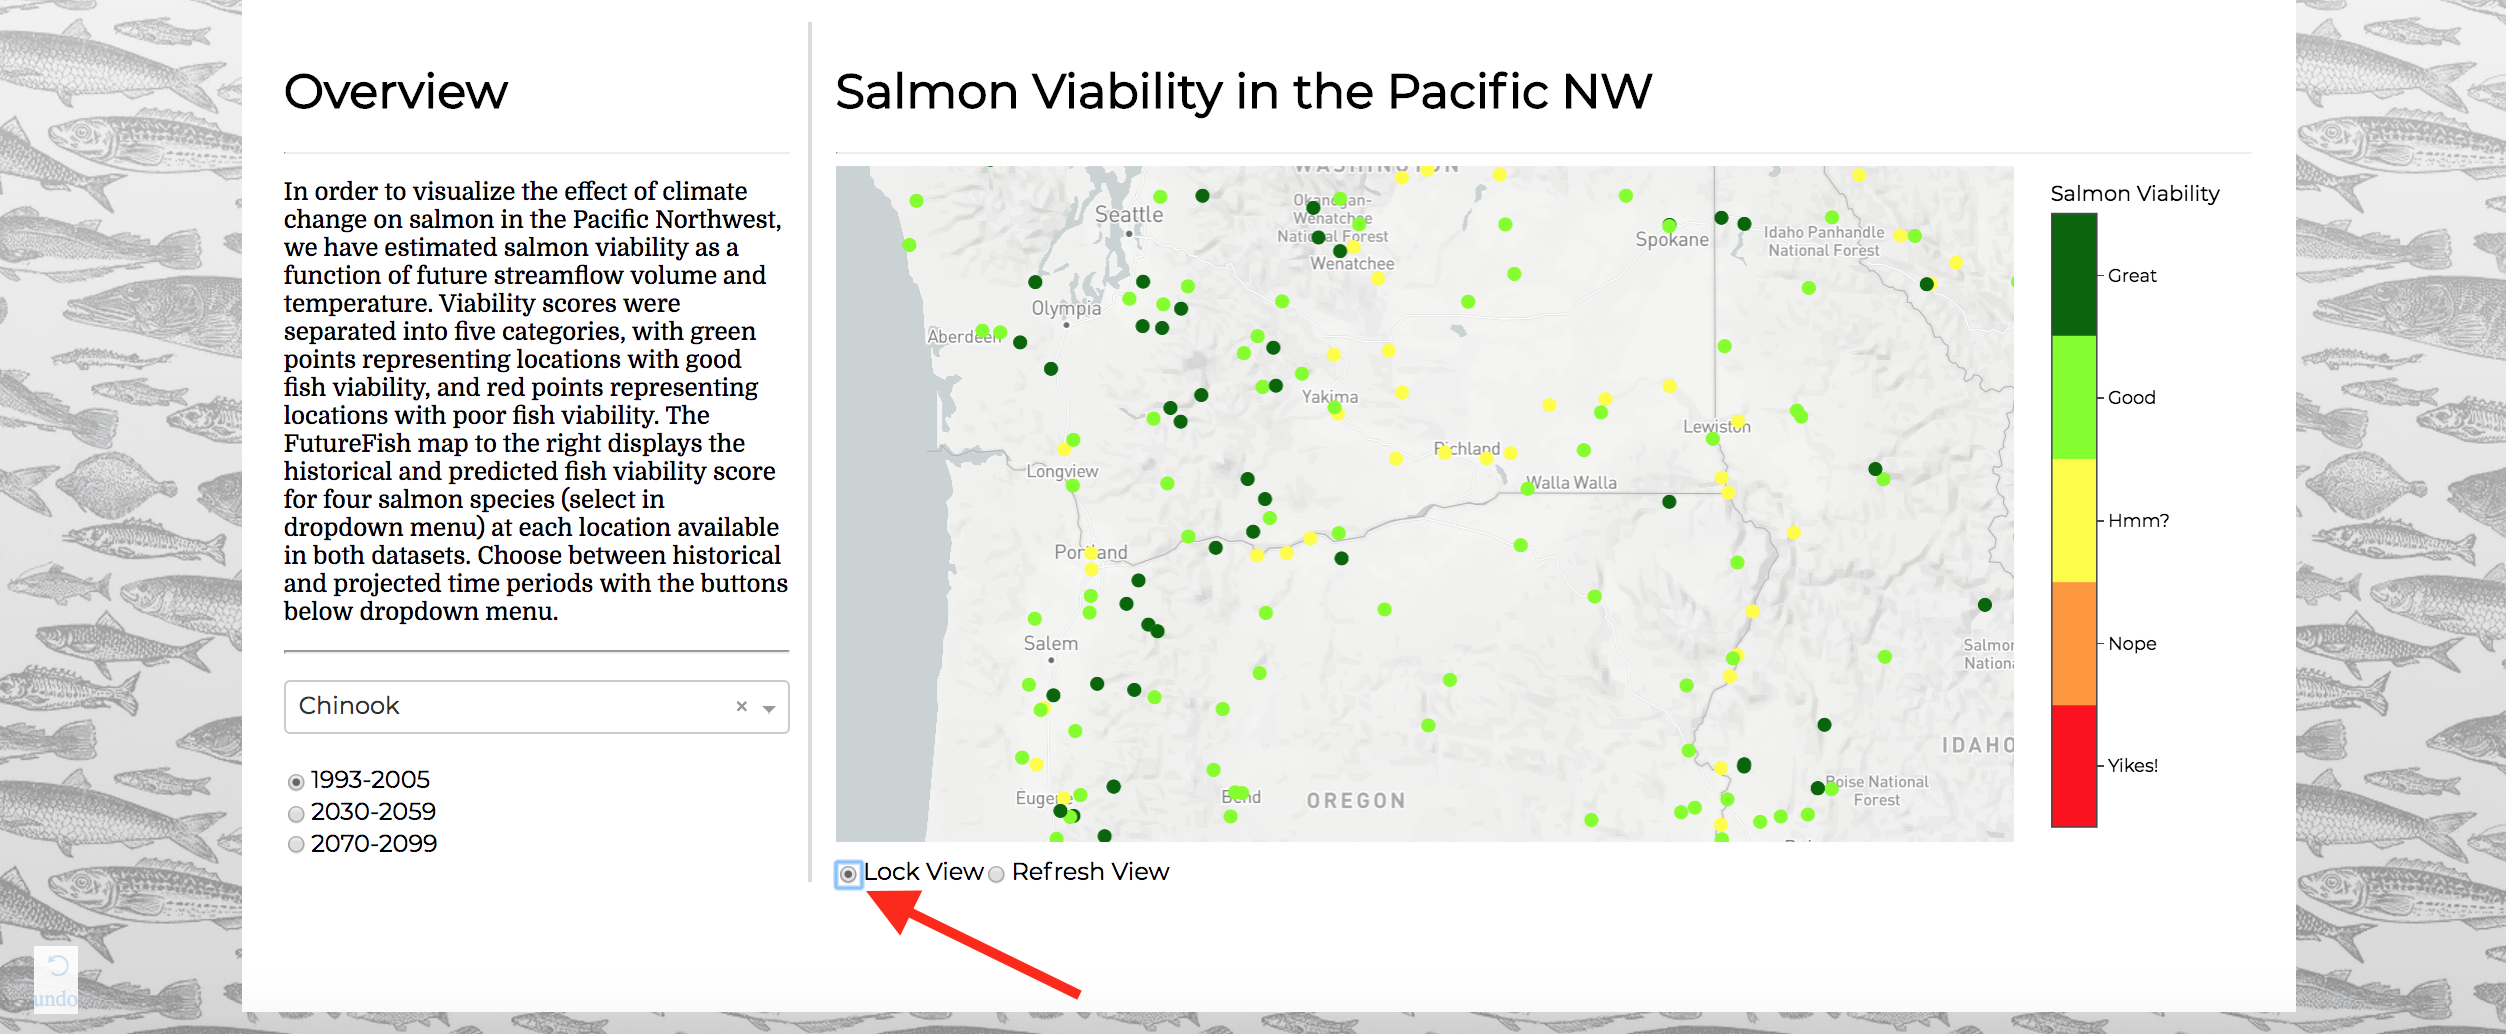 Overview
In order to visualize the effect of climate
change on salmon in the Pacific Northwest,
we have estimated salmon viability as a
function of future streamflow volume and
temperature. Viability scores were
separated into five categories, with green
points representing locations with good
fish viability, and red points representing
locations with poor fish viability. The
FutureFish map to the right displays the
historical and predicted fish viability score
for four salmon species (select in
dropdown menu) at each location available
in both datasets. Choose between historical
and projected time periods with the buttons
below dropdown menu.
Chinook ×
1993-2005
2030-2059
2070-2099
undo
Salmon Viability in the Pacific NW
WASHINGTON
Seattle
Okanogan-
Wenatchee
National Forest
Wenatchee
Spokane
Idaho Panhandle
National Forest
Olympia
Aberdeen
Yakima
Lewiston
Richland
Longview
Walla Walla
Portland
Salem
Salmon
Nationa
IDAHO
Eugene
Bend
OREGON
Boise National
Forest
Lock View Refresh View
Salmon Viability
Great
Good
Hmm?
Nope
Yikes!